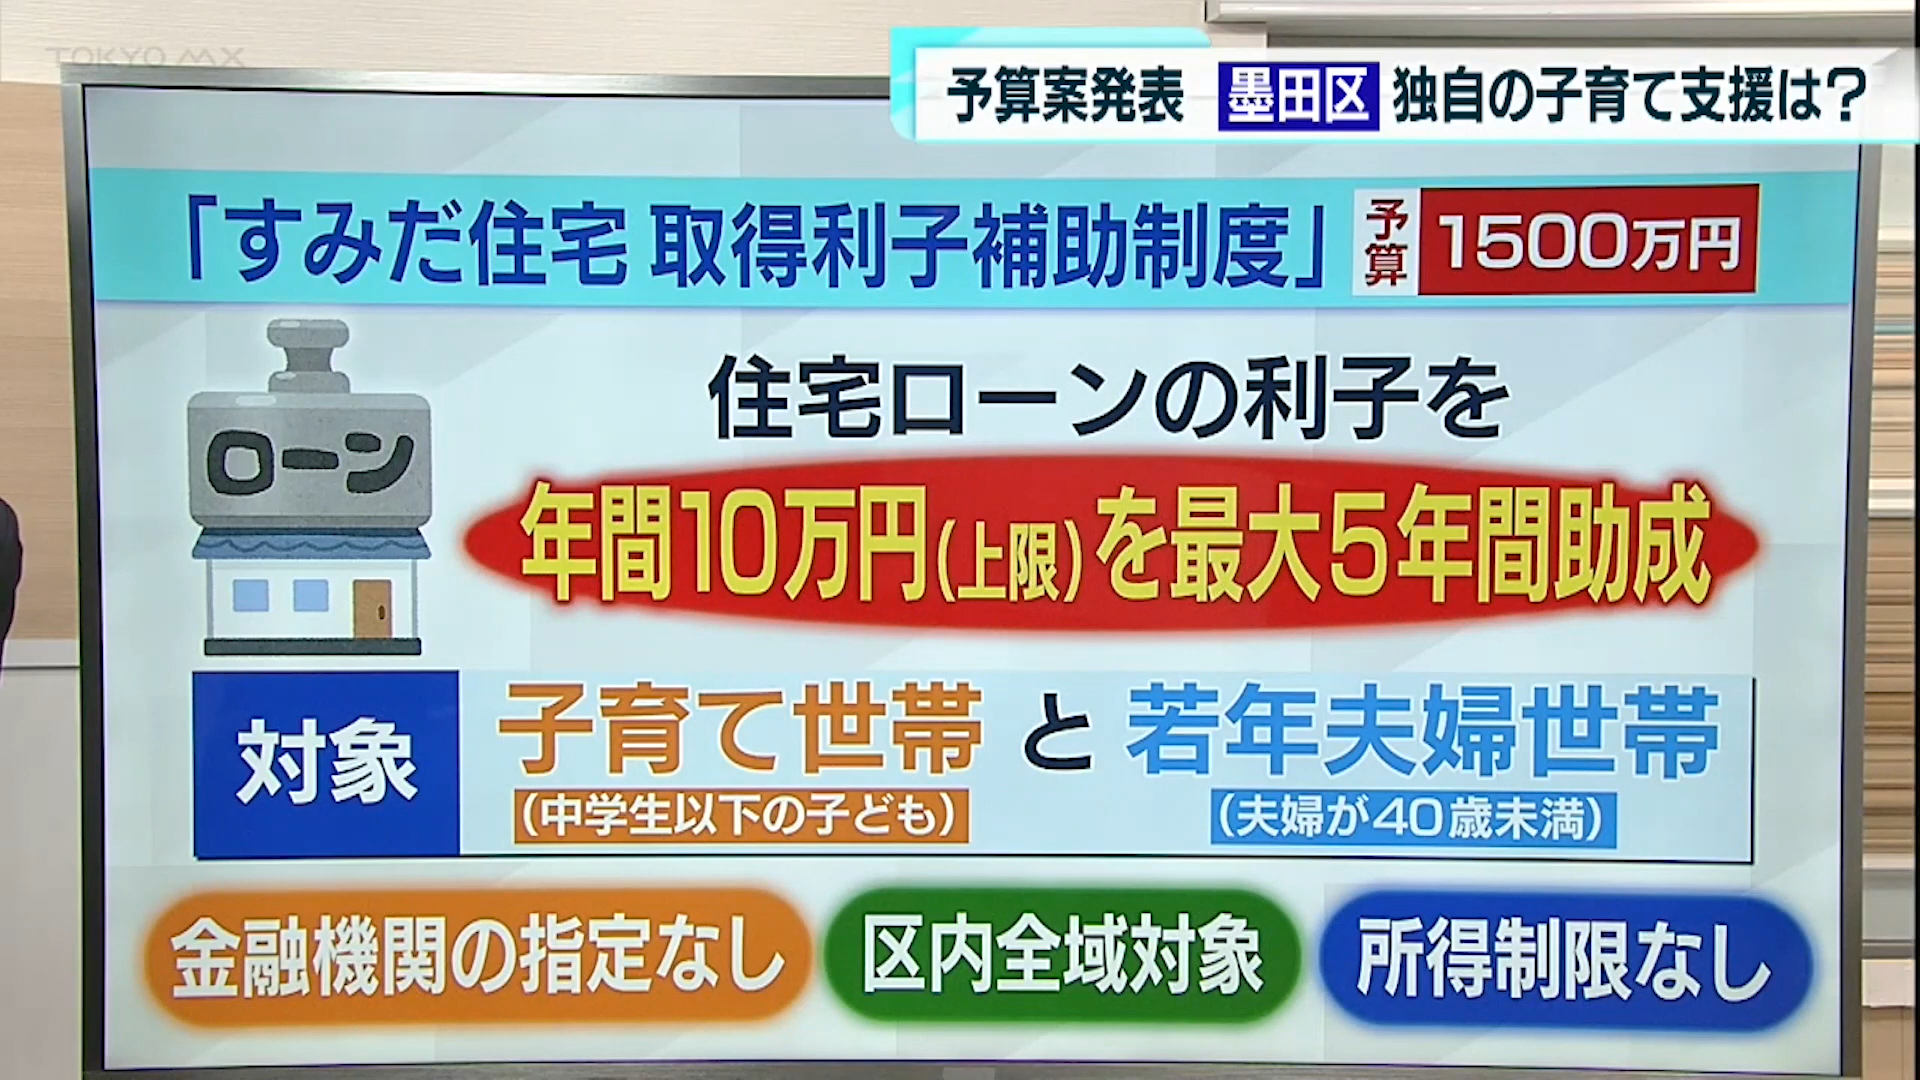 TOKYO MX
予算案発表 墨田区 独自の子育て支援は?
「すみだ住宅 取得利子補助制度」 予算 1500万円
ローン
住宅ローンの利子を
年間10万円(上限)を最大5年間助成
対象
子育て世帯 と 若年夫婦世帯
(中学生以下の子ども) (夫婦が40歳未満)
金融機関の指定なし 区内全域対象 所得制限なし